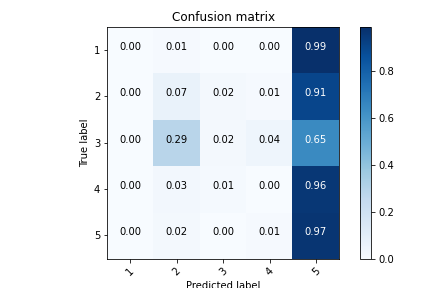 Confusion matrix
1 0.00 0.01 0.00 0.00 0.99
2 0.00 0.07 0.02 0.01 0.91
3 0.00 0.29 0.02 0.04 0.65
4 0.00 0.03 0.01 0.00 0.96
5 0.00 0.02 0.00 0.01 0.97
1 2 3 4 5
True label
Predicted label
0.8
0.6
0.4
0.2
0.0